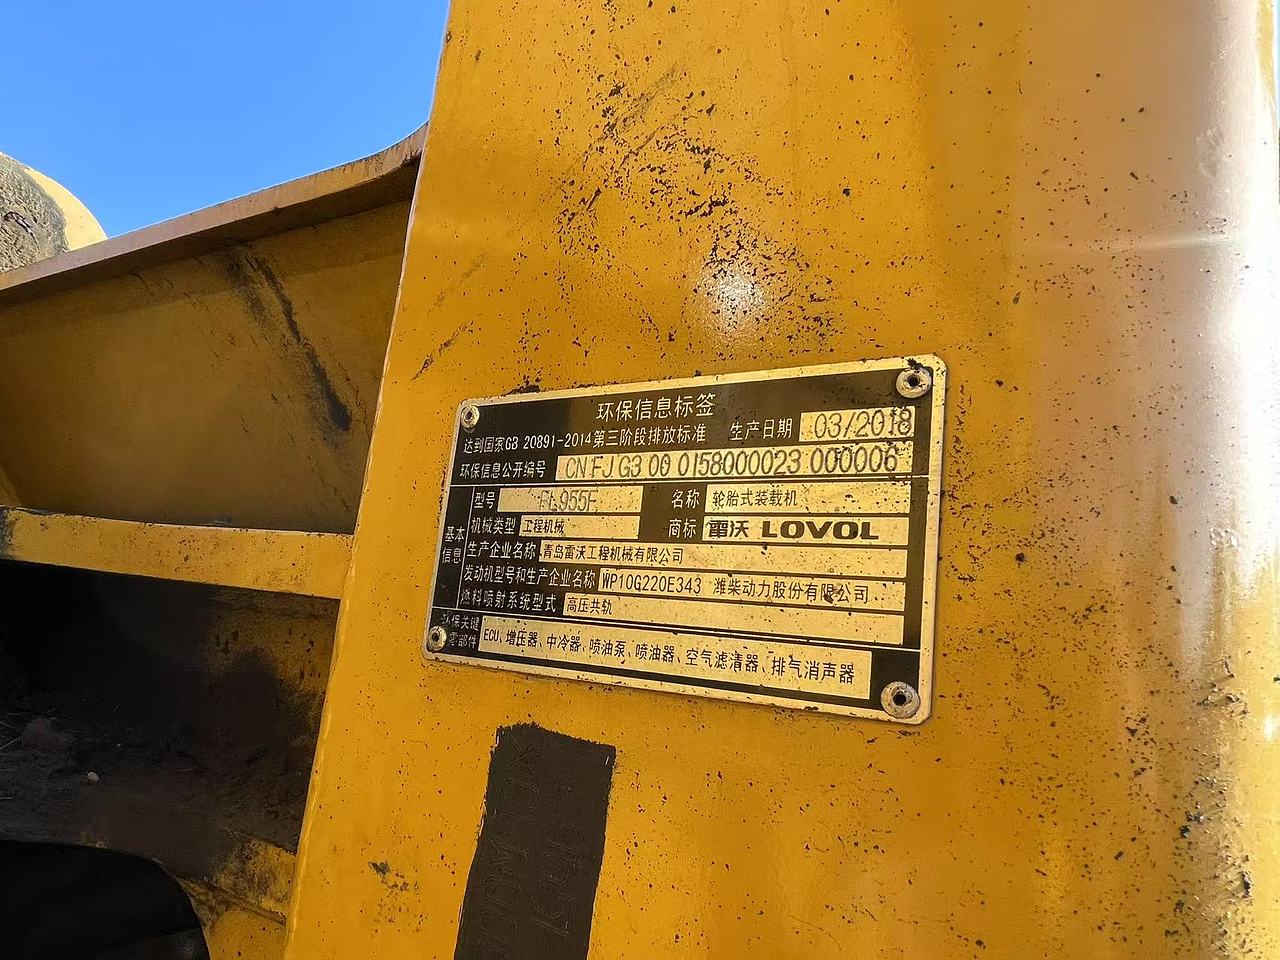 环保信息标签
达到国家GB 20891-2014第三阶段排放标准 生产日期 03/2018
环保信息公开编号 CN FJ G3 00 0158000023 000006
基本信息
型号 FL955F 名称 轮胎式装载机
机械类型 工程机械 商标 雷沃 LOVOL
生产企业名称 青岛雷沃工程机械有限公司
发动机型号和生产企业名称 WP10G220E343 潍柴动力股份有限公司
燃料喷射系统型式 高压共轨
环保关键零部件 ECU、增压器、中冷器、喷油泵、喷油器、空气滤清器、排气消声器